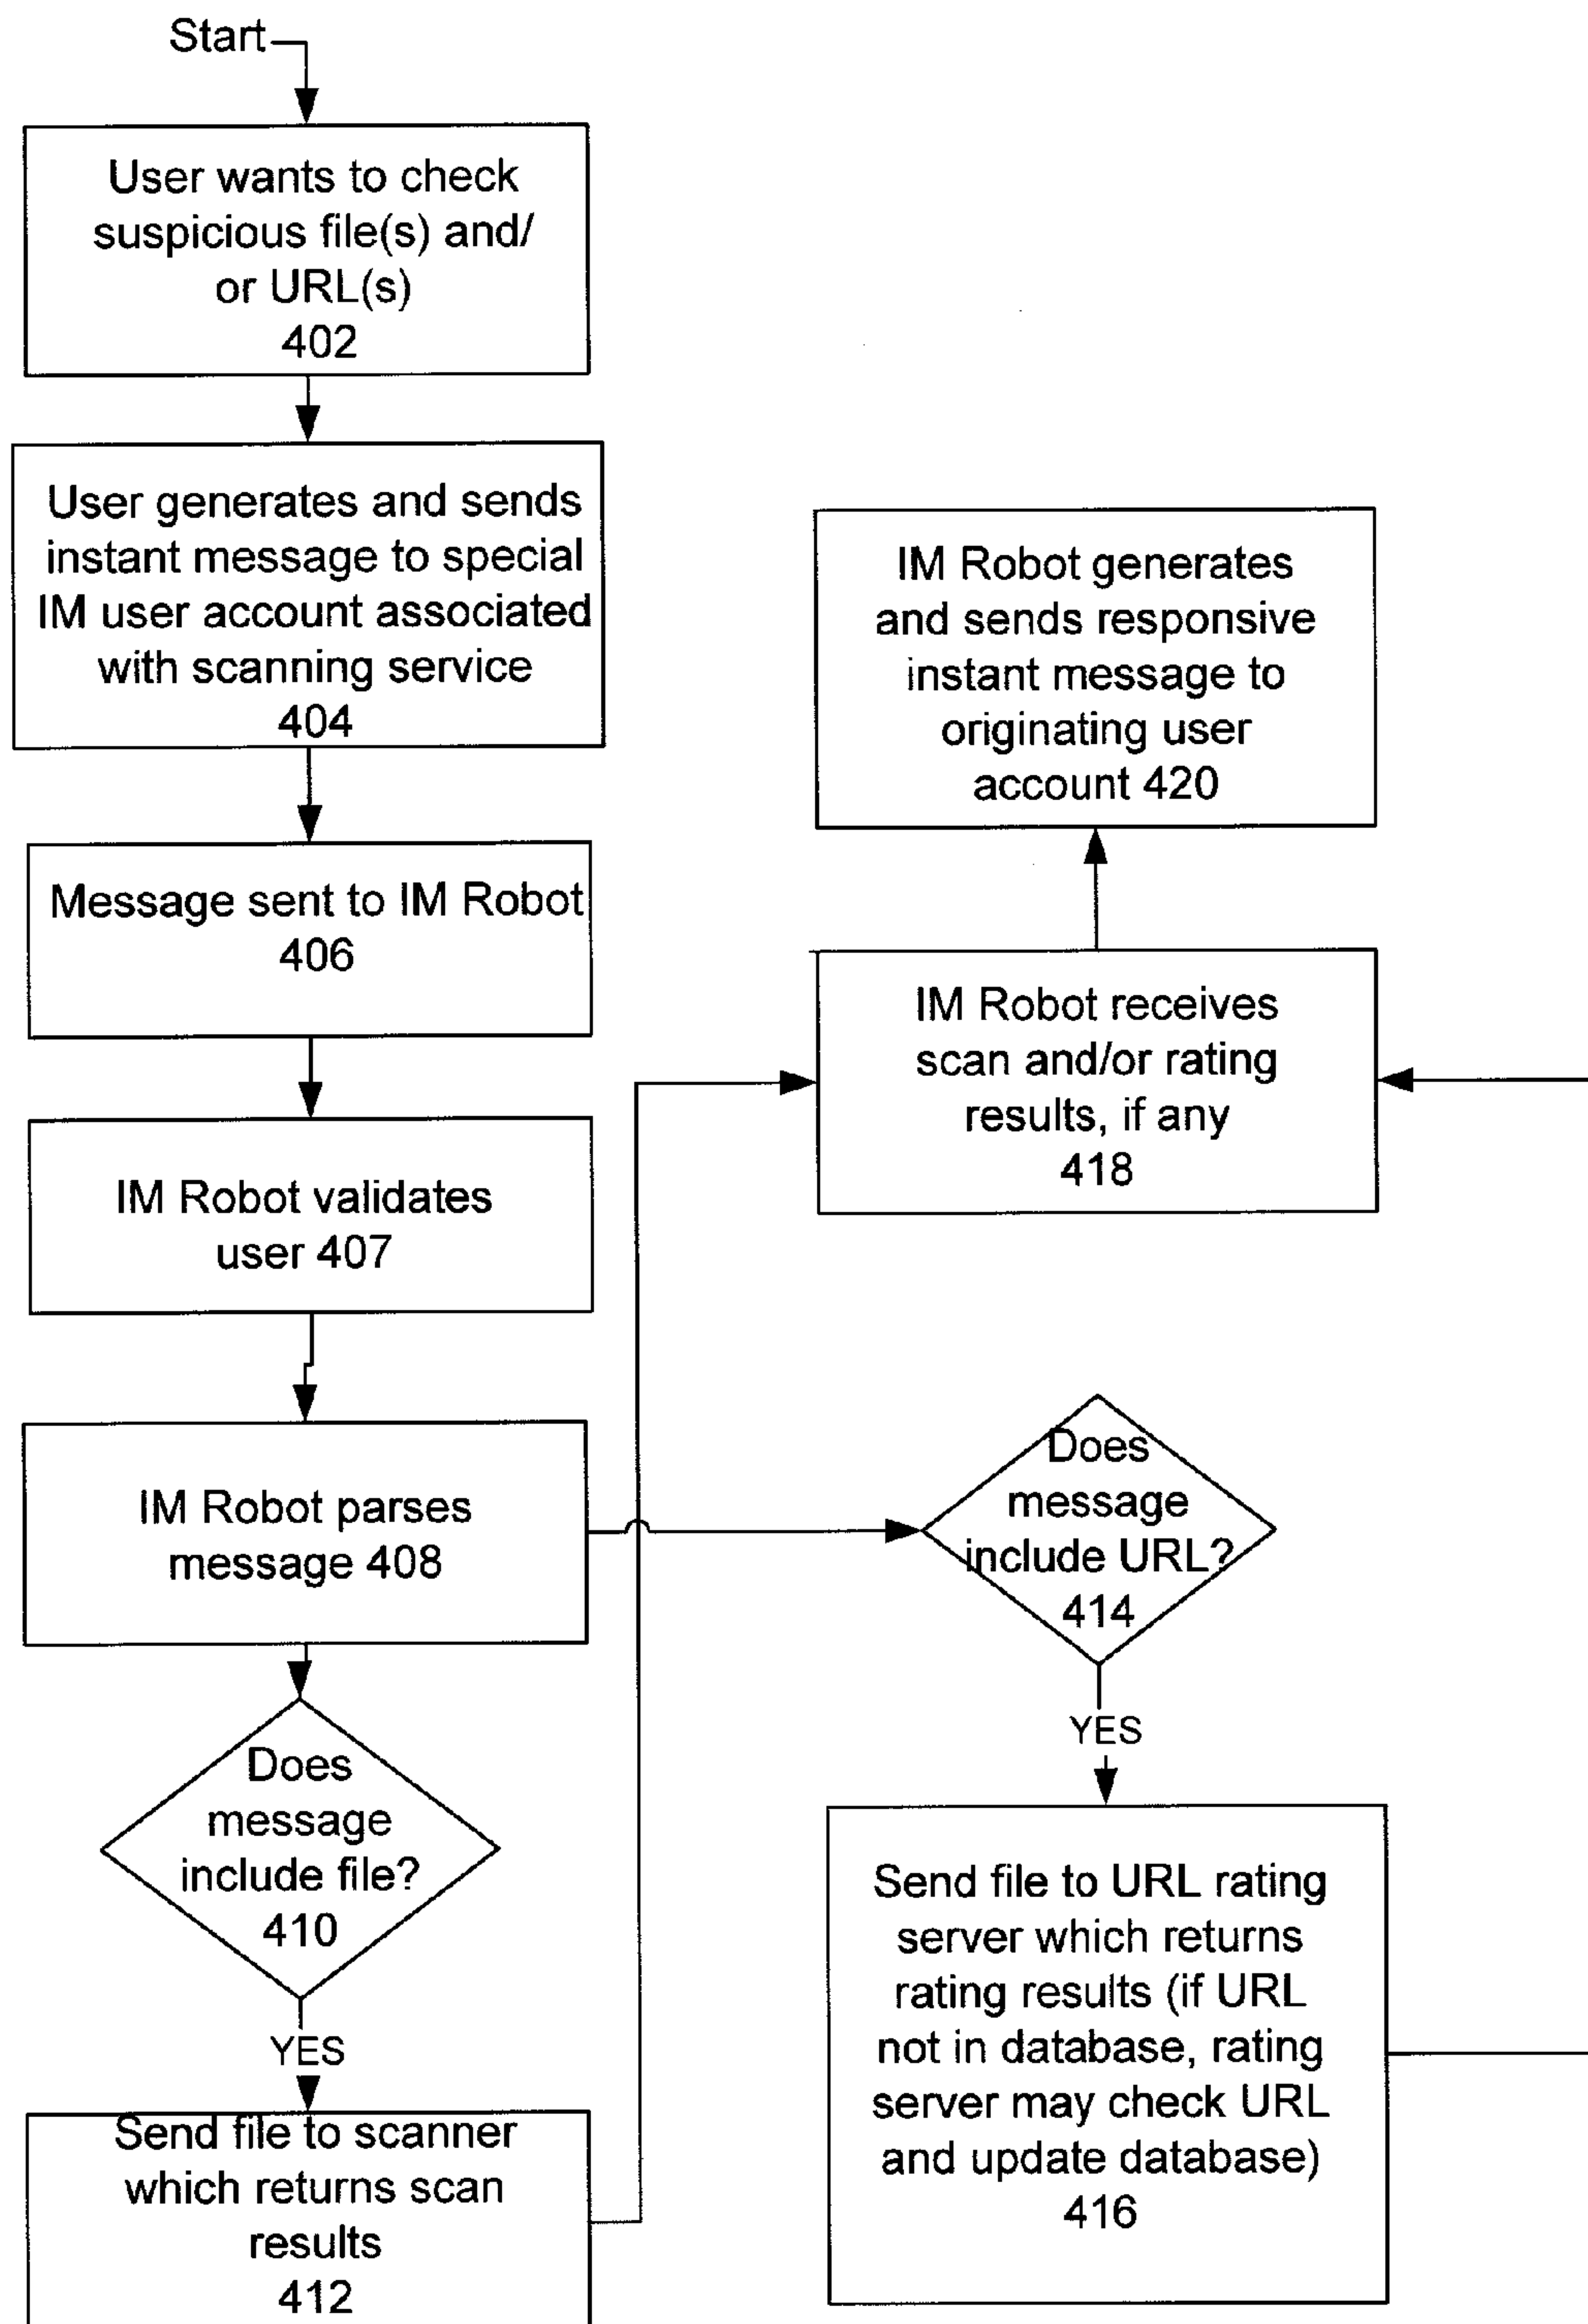 Start
User wants to check
suspicious file(s) and/
or URL(s)
402
User generates and sends
instant message to special
IM user account associated
with scanning service
404
Message sent to IM Robot
406
IM Robot validates
user 407
IM Robot parses
message 408
Does
message
include file?
410
YES
Send file to scanner
which returns scan
results
412
IM Robot generates
and sends responsive
instant message to
originating user
account 420
IM Robot receives
scan and/or rating
results, if any
418
Does
message
include URL?
414
YES
Send file to URL rating
server which returns
rating results (if URL
not in database, rating
server may check URL
and update database)
416